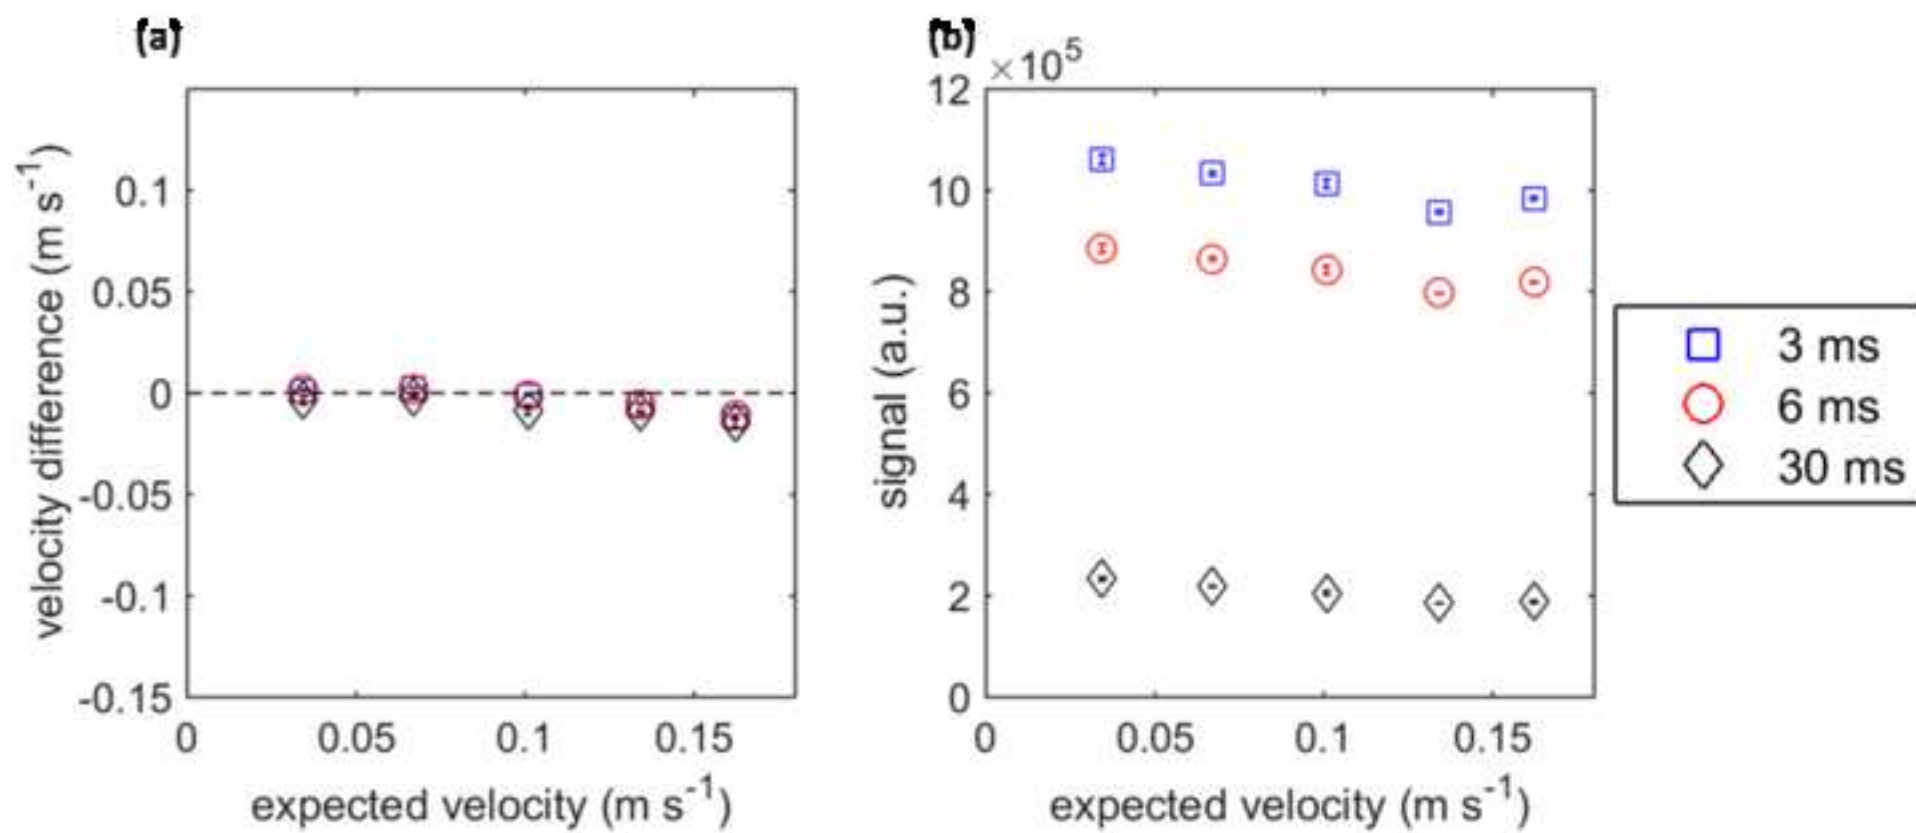 (a)
velocity difference (m s⁻¹)
0.1
0.05
0
-0.05
-0.1
-0.15
0
0.05
0.1
0.15
expected velocity (m s⁻¹)
(b)
×10⁵
signal (a.u.)
12
10
8
6
4
2
0
0
0.05
0.1
0.15
expected velocity (m s⁻¹)
3 ms
6 ms
30 ms